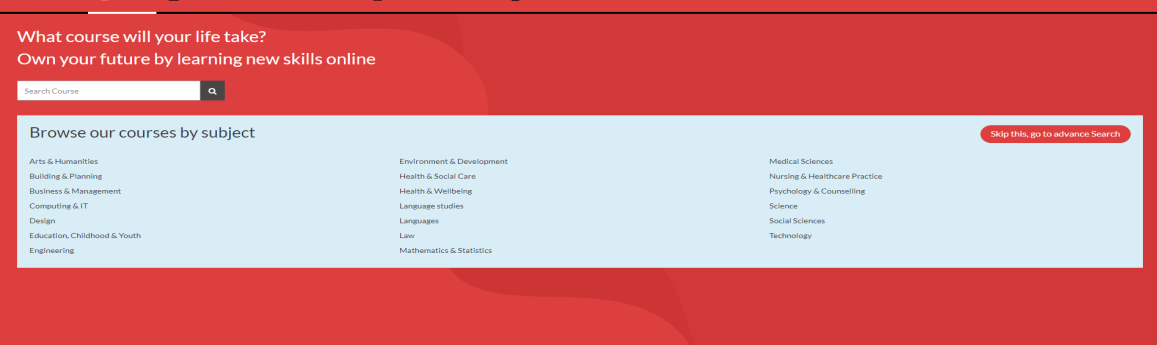 What course will your life take?
Own your future by learning new skills online
Search Course
Browse our courses by subject
Skip this, go to advance Search
Arts & Humanities
Building & Planning
Business & Management
Computing & IT
Design
Education, Childhood & Youth
Engineering
Environment & Development
Health & Social Care
Health & Wellbeing
Language studies
Languages
Law
Mathematics & Statistics
Medical Sciences
Nursing & Healthcare Practice
Psychology & Counselling
Science
Social Sciences
Technology